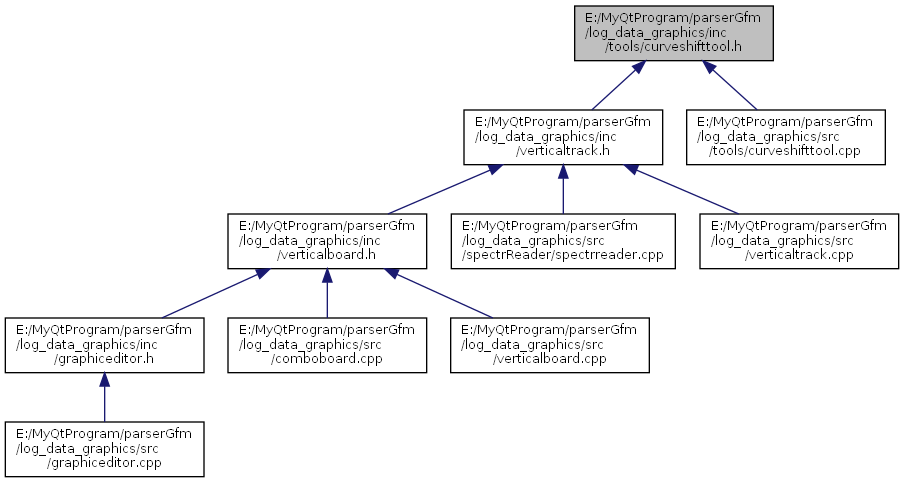 E:/MyQtProgram/parserGfm
/log_data_graphics/inc
/tools/curveshifttool.h
E:/MyQtProgram/parserGfm
/log_data_graphics/inc
/verticaltrack.h
E:/MyQtProgram/parserGfm
/log_data_graphics/src
/tools/curveshifttool.cpp
E:/MyQtProgram/parserGfm
/log_data_graphics/inc
/verticalboard.h
E:/MyQtProgram/parserGfm
/log_data_graphics/src
/spectrReader/spectrreader.cpp
E:/MyQtProgram/parserGfm
/log_data_graphics/src
/verticaltrack.cpp
E:/MyQtProgram/parserGfm
/log_data_graphics/inc
/graphiceditor.h
E:/MyQtProgram/parserGfm
/log_data_graphics/src
/comboboard.cpp
E:/MyQtProgram/parserGfm
/log_data_graphics/src
/verticalboard.cpp
E:/MyQtProgram/parserGfm
/log_data_graphics/src
/graphiceditor.cpp